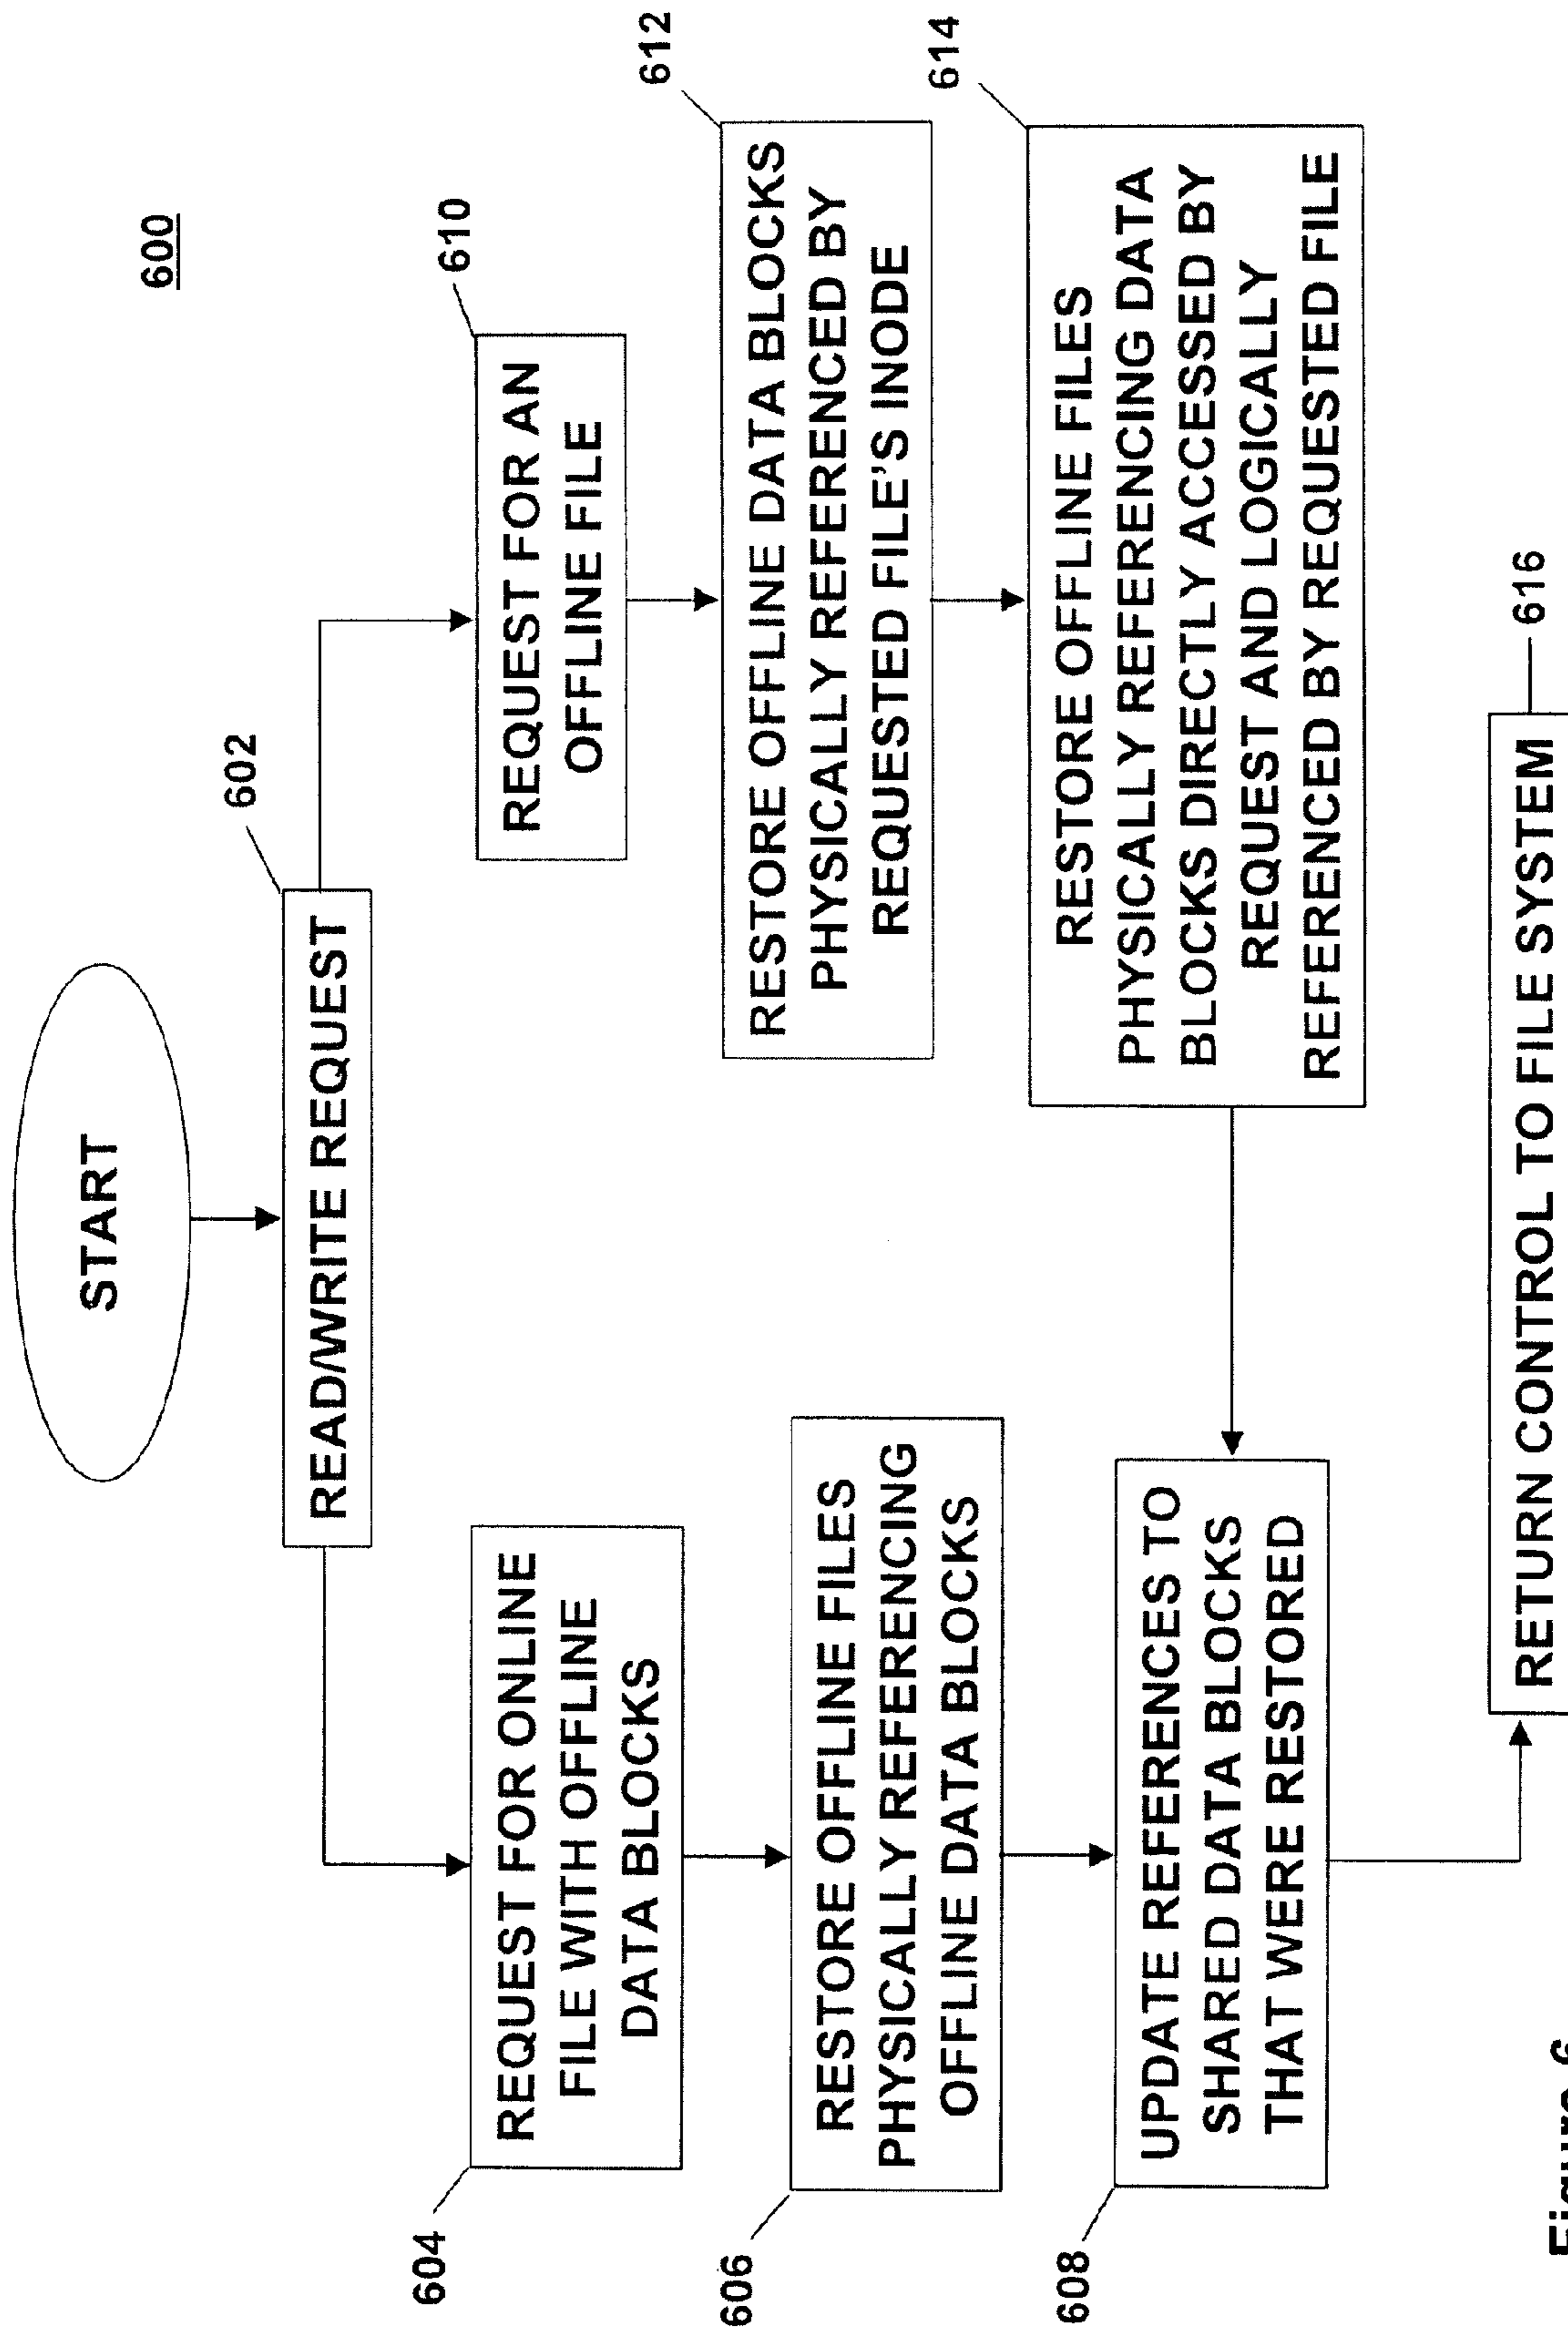 600
START
602
READ/WRITE REQUEST
604
REQUEST FOR ONLINE
FILE WITH OFFLINE
DATA BLOCKS
606
RESTORE OFFLINE FILES
PHYSICALLY REFERENCING
OFFLINE DATA BLOCKS
608
UPDATE REFERENCES TO
SHARED DATA BLOCKS
THAT WERE RESTORED
610
REQUEST FOR AN
OFFLINE FILE
612
RESTORE OFFLINE DATA BLOCKS
PHYSICALLY REFERENCED BY
REQUESTED FILE'S INODE
614
RESTORE OFFLINE FILES
PHYSICALLY REFERENCING DATA
BLOCKS DIRECTLY ACCESSED BY
REQUEST AND LOGICALLY
REFERENCED BY REQUESTED FILE
RETURN CONTROL TO FILE SYSTEM
616
Figure 6